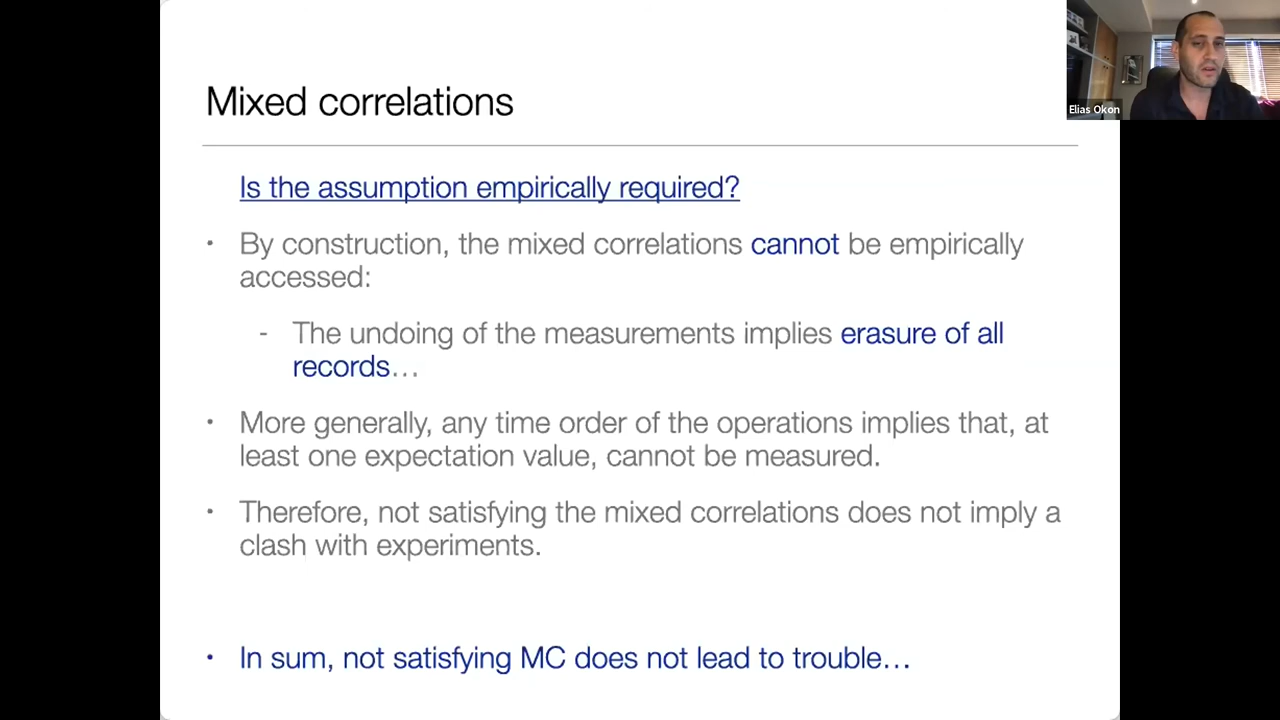 Mixed correlations
Elias Okon
Is the assumption empirically required?
• By construction, the mixed correlations cannot be empirically
accessed:
- The undoing of the measurements implies erasure of all
records…
• More generally, any time order of the operations implies that, at
least one expectation value, cannot be measured.
• Therefore, not satisfying the mixed correlations does not imply a
clash with experiments.
• In sum, not satisfying MC does not lead to trouble…